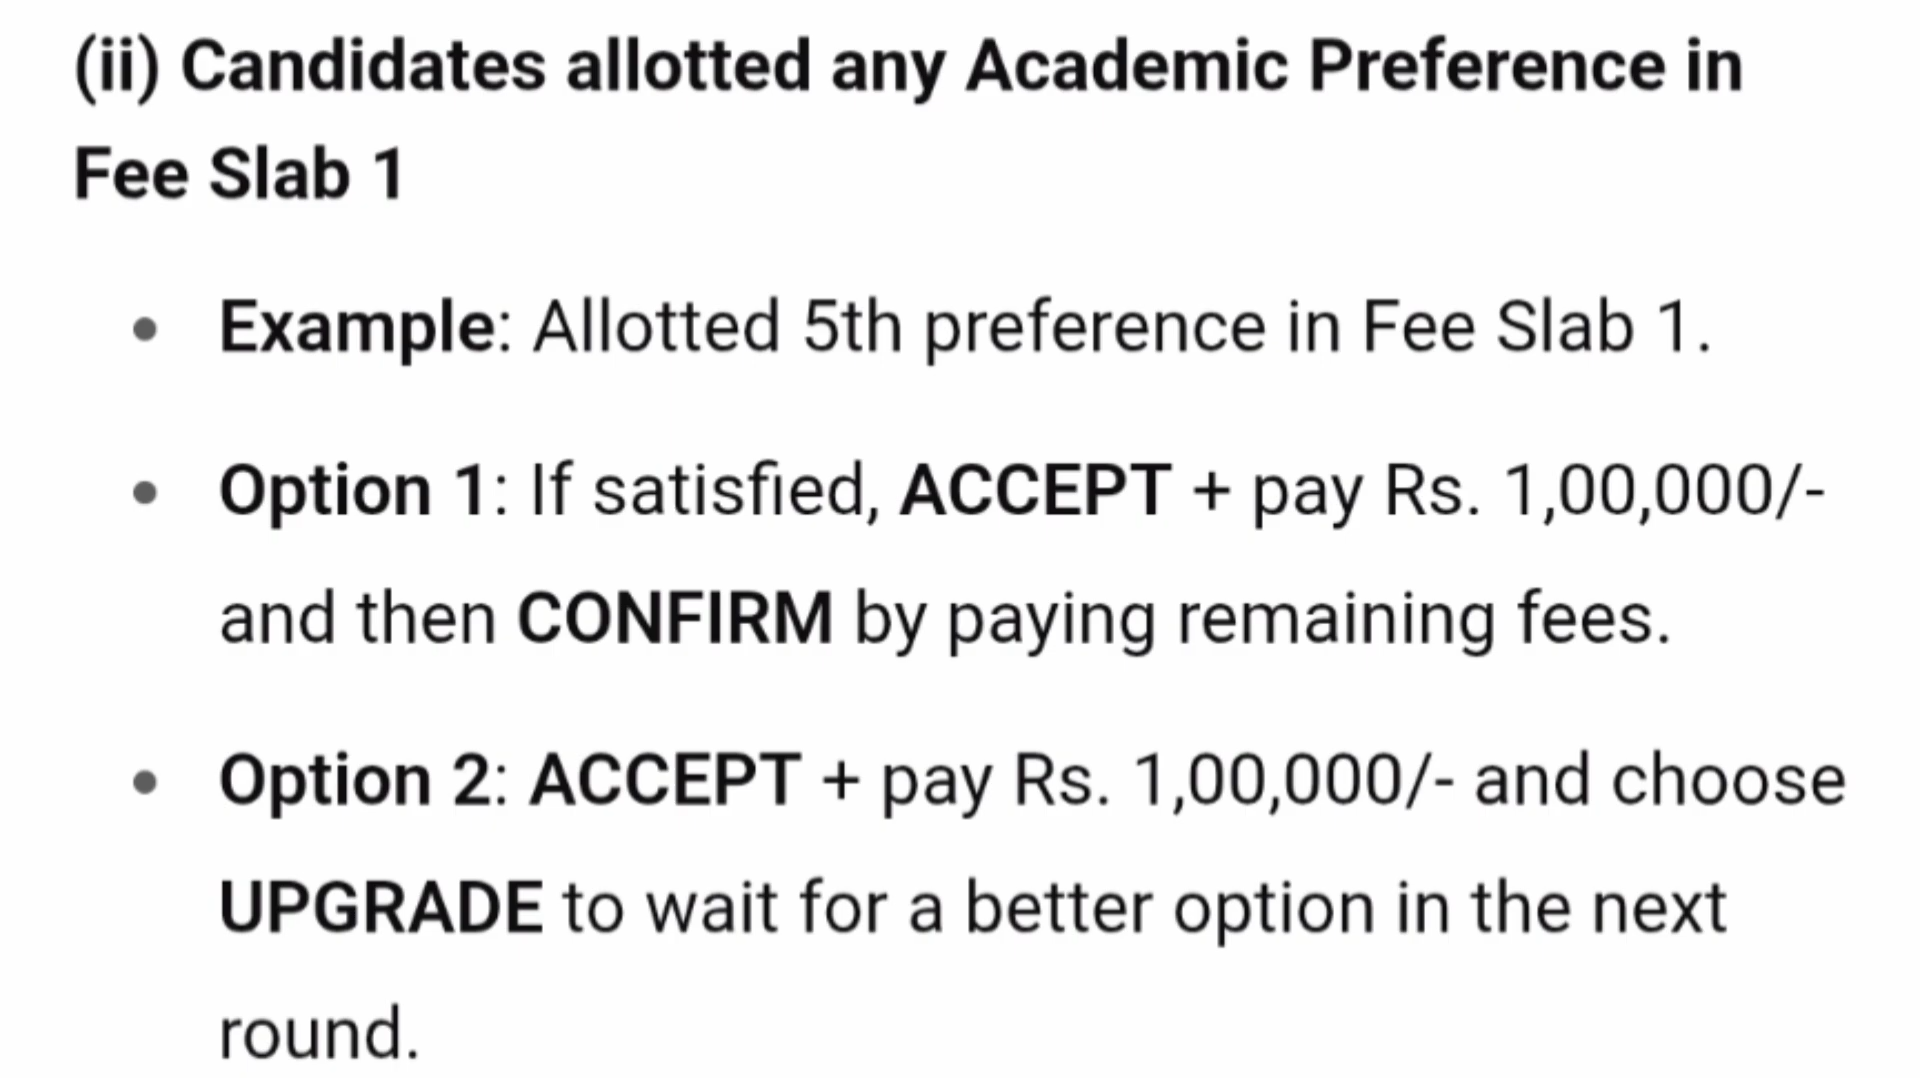 (ii) Candidates allotted any Academic Preference in
Fee Slab 1
• Example: Allotted 5th preference in Fee Slab 1.
• Option 1: If satisfied, ACCEPT + pay Rs. 1,00,000/-
and then CONFIRM by paying remaining fees.
• Option 2: ACCEPT + pay Rs. 1,00,000/- and choose
UPGRADE to wait for a better option in the next
round.